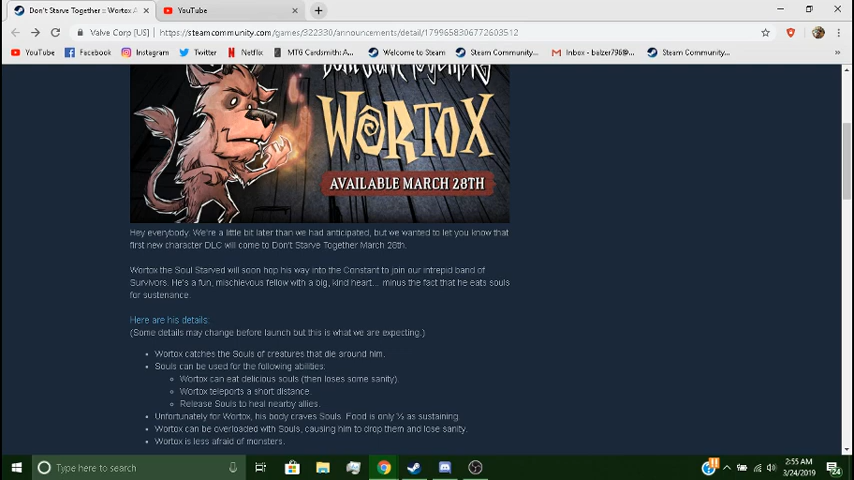 Don't Starve Together :: Wortox A
YouTube
Valve Corp [US]
https://steamcommunity.com/games/322330/announcements/detail/1799658306772603512
YouTube
Facebook
Instagram
Twitter
Netflix
MTG Cardsmith: A...
Welcome to Steam
Steam Community...
Inbox - balzer796@...
Steam Community...
WORTOX
AVAILABLE MARCH 28TH
Hey everybody. We're a little bit later than we had anticipated, but we wanted to let you know that
first new character DLC will come to Don't Starve Together March 28th.
Wortox the Soul Starved will soon hop his way into the Constant to join our intrepid band of
Survivors. He's a fun, mischievous fellow with a big, kind heart... minus the fact that he eats souls
for sustenance.
Here are his details:
(Some details may change before launch but this is what we are expecting.)
Wortox catches the Souls of creatures that die around him.
Souls can be used for the following abilities:
Wortox can eat delicious souls (then loses some sanity).
Wortox teleports a short distance.
Release Souls to heal nearby allies.
Unfortunately for Wortox, his body craves Souls. Food is only ½ as sustaining.
Wortox can be overloaded with Souls, causing him to drop them and lose sanity.
Wortox is less afraid of monsters.
Type here to search
2:55 AM
3/24/2019
24